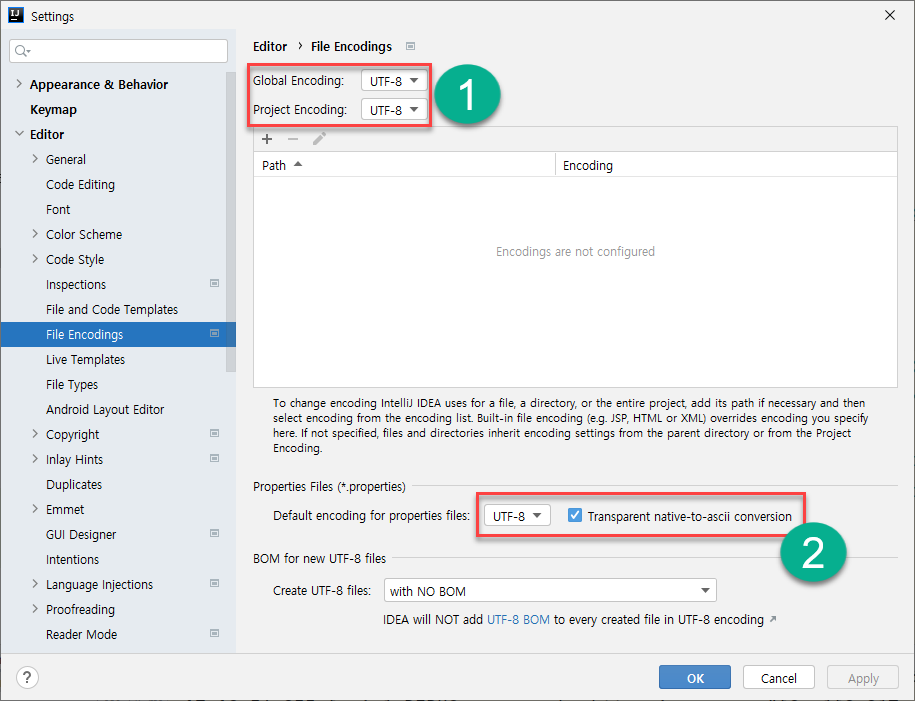 Settings
Editor › File Encodings
Global Encoding: UTF-8
Project Encoding: UTF-8
1
Appearance & Behavior
Keymap
Editor
General
Code Editing
Font
Color Scheme
Code Style
Inspections
File and Code Templates
File Encodings
Live Templates
File Types
Android Layout Editor
Copyright
Inlay Hints
Duplicates
Emmet
GUI Designer
Intentions
Language Injections
Proofreading
Reader Mode
Path Encoding
Encodings are not configured
To change encoding IntelliJ IDEA uses for a file, a directory, or the entire project, add its path if necessary and then
select encoding from the encoding list. Built-in file encoding (e.g. JSP, HTML or XML) overrides encoding you specify
here. If not specified, files and directories inherit encoding settings from the parent directory or from the Project
Encoding.
Properties Files (*.properties)
Default encoding for properties files: UTF-8 Transparent native-to-ascii conversion
2
BOM for new UTF-8 files
Create UTF-8 files: with NO BOM
IDEA will NOT add UTF-8 BOM to every created file in UTF-8 encoding ↗
? OK Cancel Apply